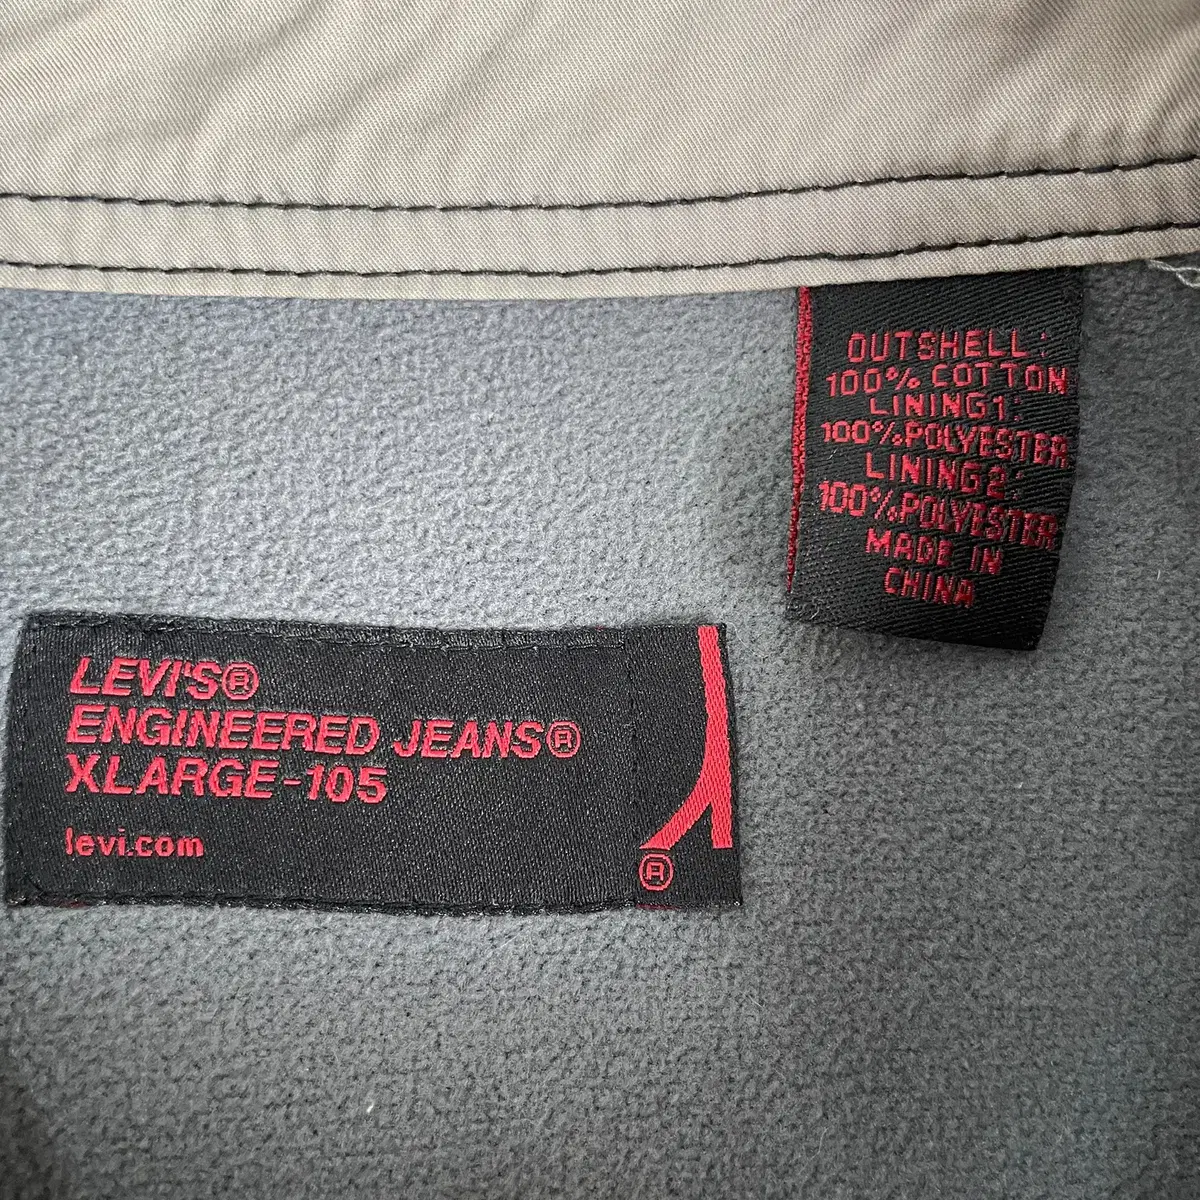 OUTSHELL:
100% COTTON
LINING1:
100%POLYESTER
LINING2:
100%POLYESTER
MADE IN
CHINA
LEVI'S®
ENGINEERED JEANS®
XLARGE-105
levi.com
®